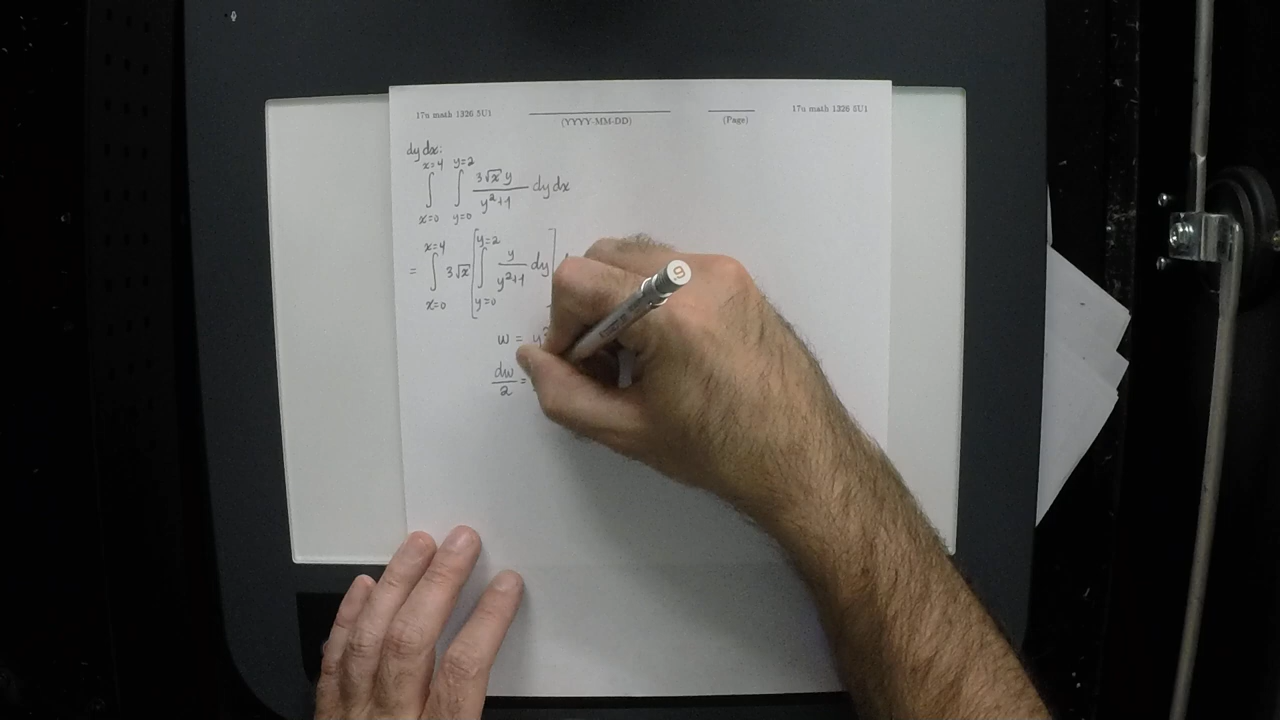 17u math 1326 5U1 (YYYY-MM-DD) (Page) 17u math 1326 5U1
dy dx:
∫_{x=0}^{x=4} ∫_{y=0}^{y=2} 3√x y / (y²+1) dy dx
= ∫_{x=0}^{x=4} 3√x [ ∫_{y=0}^{y=2} y / (y²+1) dy ]
w = y²
dw/2 =